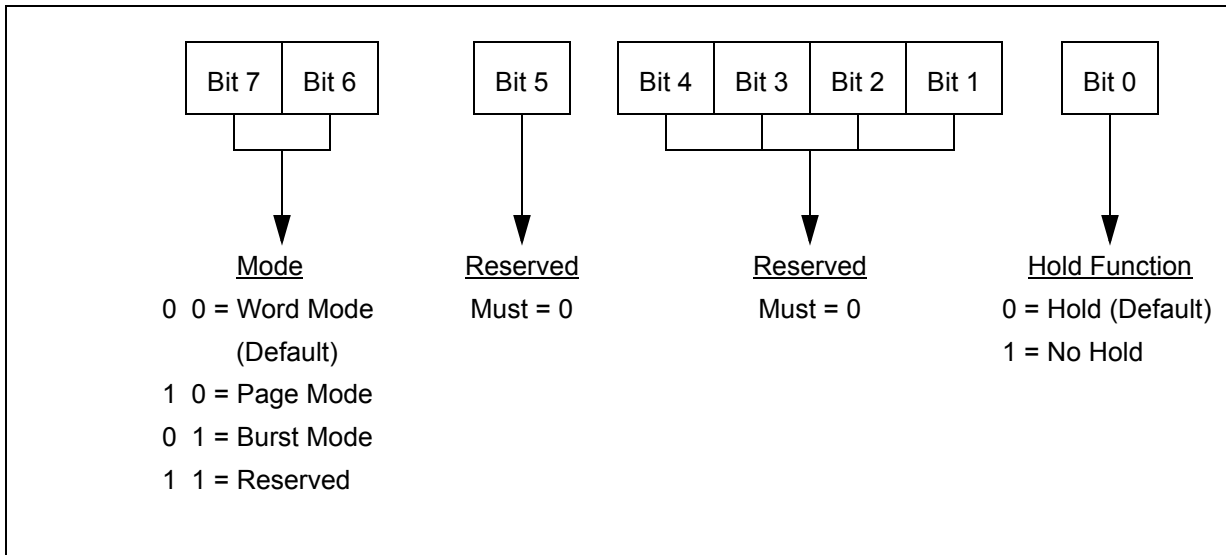 Bit 7 Bit 6 Bit 5 Bit 4 Bit 3 Bit 2 Bit 1 Bit 0
Mode
0 0 = Word Mode
(Default)
1 0 = Page Mode
0 1 = Burst Mode
1 1 = Reserved
Reserved
Must = 0
Reserved
Must = 0
Hold Function
0 = Hold (Default)
1 = No Hold